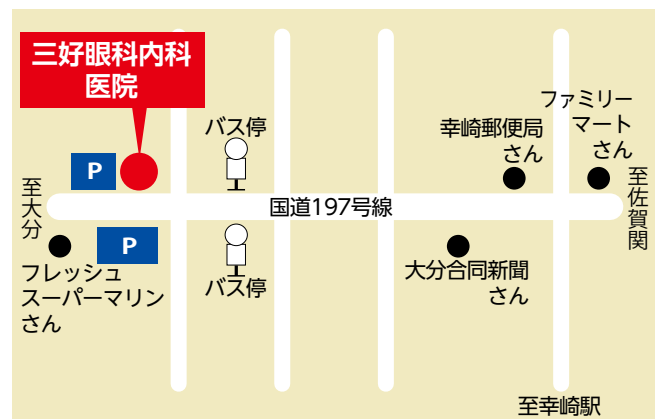 三好眼科内科
医院
バス停
幸崎郵便局
さん
ファミリー
マート
さん
P
至大分
国道197号線
至佐賀関
P
フレッシュ
スーパーマリン
さん
バス停
大分合同新聞
さん
至幸崎駅